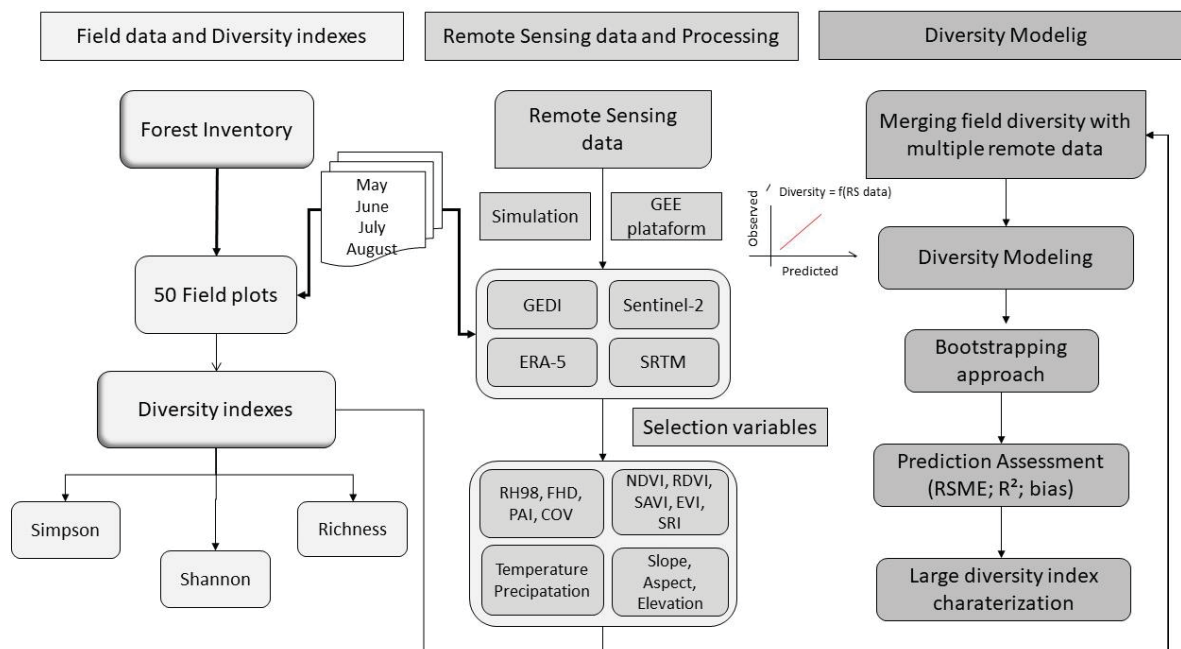 Field data and Diversity indexes
Remote Sensing data and Processing
Diversity Modelig
Forest Inventory
May
June
July
August
50 Field plots
Diversity indexes
Simpson
Shannon
Richness
Remote Sensing
data
Simulation
GEE
plataform
GEDI
Sentinel-2
ERA-5
SRTM
Selection variables
RH98, FHD,
PAI, COV
NDVI, RDVI,
SAVI, EVI,
SRI
Temperature
Precipatation
Slope,
Aspect,
Elevation
Merging field diversity with
multiple remote data
Diversity = f(RS data)
Observed
Predicted
Diversity Modeling
Bootstrapping
approach
Prediction Assessment
(RSME; R²; bias)
Large diversity index
charaterization